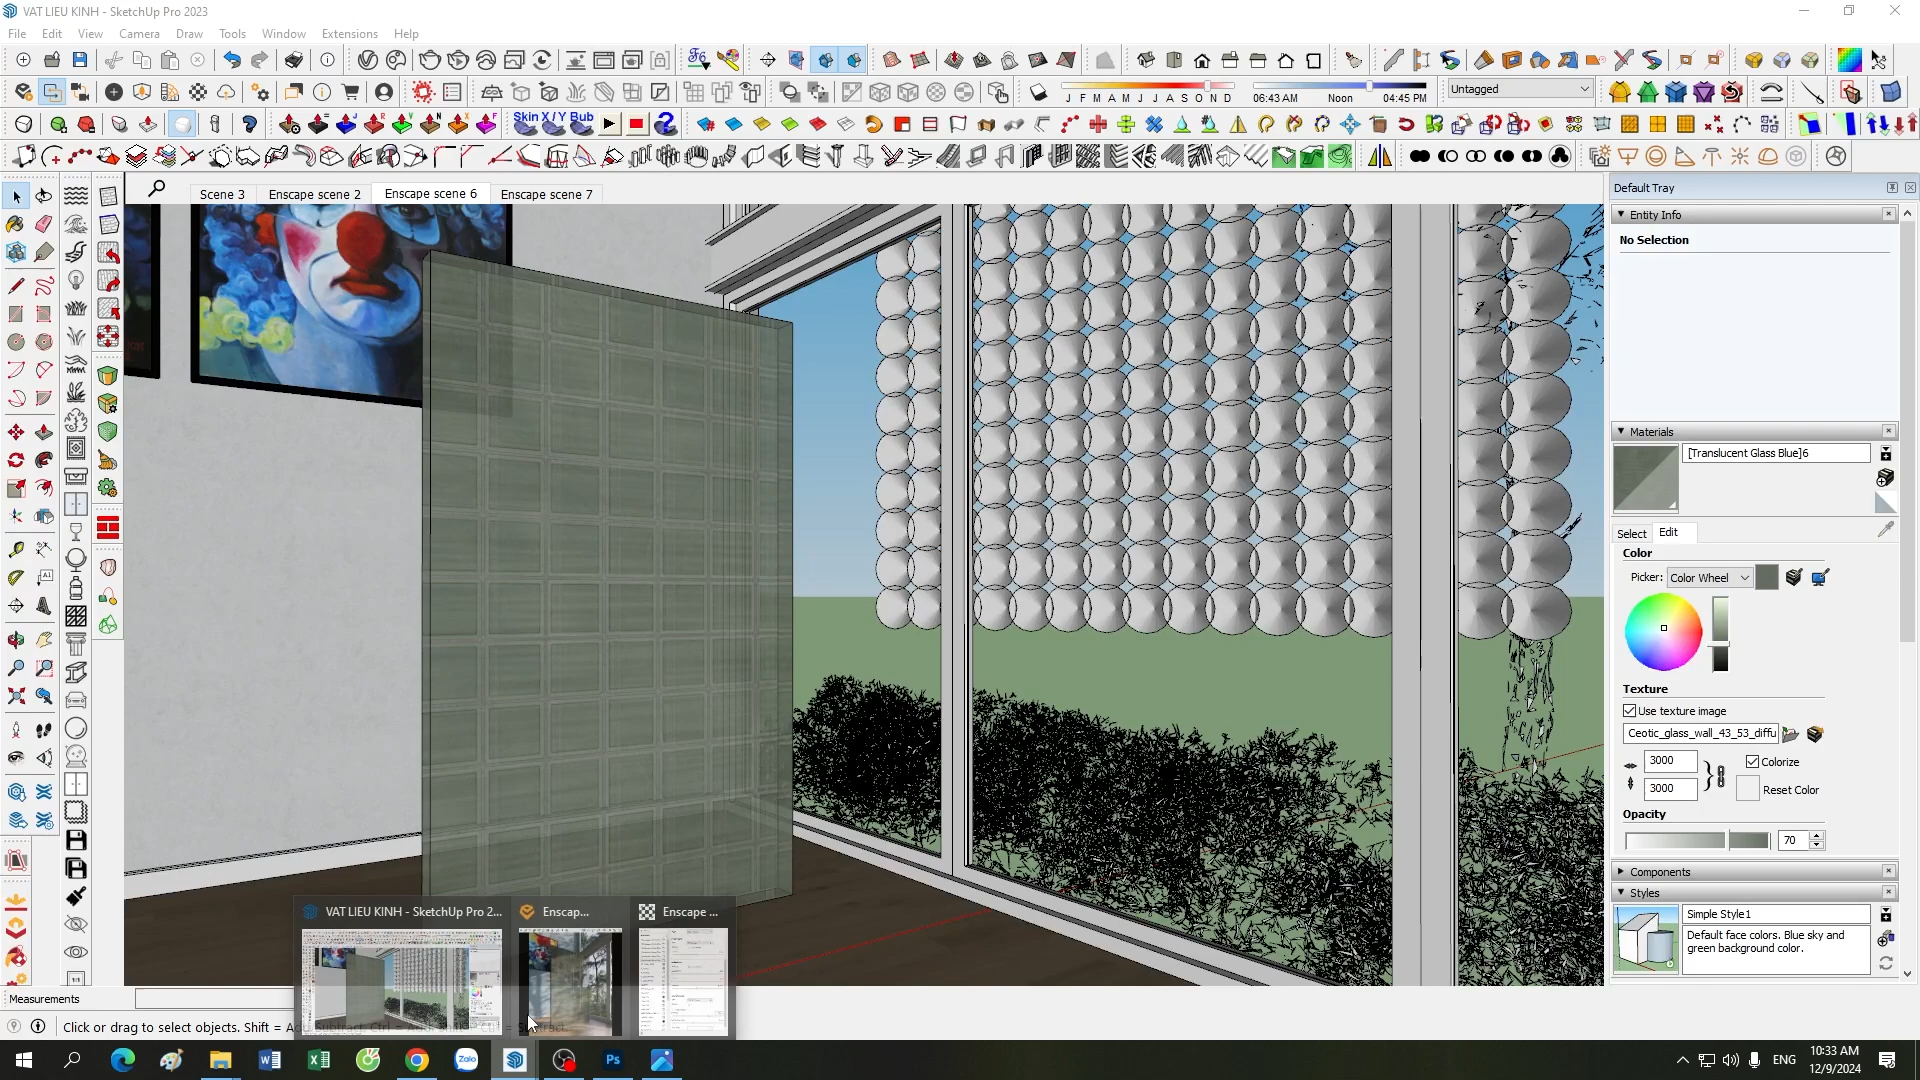 VAT LIEU KINH - SketchUp Pro 2023
File Edit View Camera Draw Tools Window Extensions Help
J F M A M J J A S O N D 06:43 AM Noon 04:45 PM Untagged
Skin X / Y Bub
Scene 3 Enscape scene 2 Enscape scene 6 Enscape scene 7
Default Tray
Entity Info
No Selection
Materials
[Translucent Glass Blue]6
Select Edit
Color
Picker: Color Wheel
Texture
Use texture image
Ceotic_glass_wall_43_53_diffu
3000
Colorize
3000
Reset Color
Opacity
70
Components
Styles
Simple Style1
Default face colors. Blue sky and
green background color.
VAT LIEU KINH - SketchUp Pro 2... Enscap... Enscape ...
Measurements
Click or drag to select objects. Shift =
Zalo Ps ENG
10:33 AM
12/9/2024